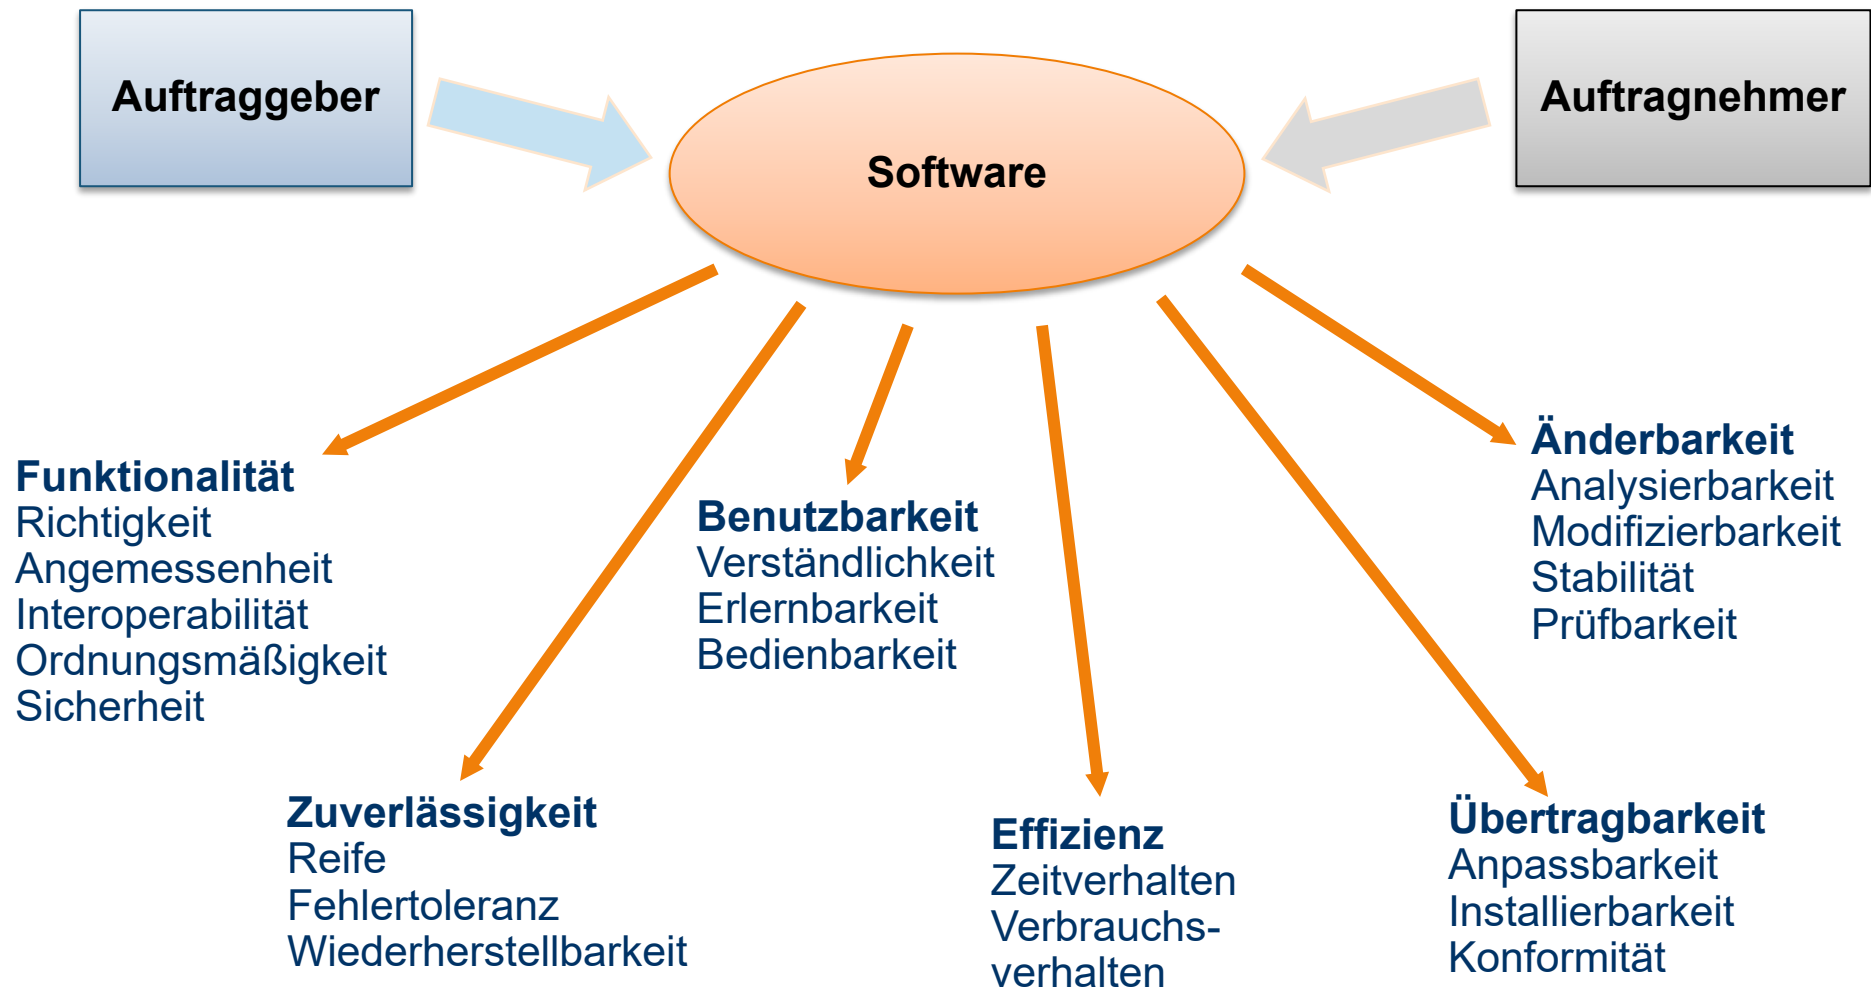 Auftraggeber
Software
Auftragnehmer
Funktionalität
Richtigkeit
Angemessenheit
Interoperabilität
Ordnungsmäßigkeit
Sicherheit
Zuverlässigkeit
Reife
Fehlertoleranz
Wiederherstellbarkeit
Benutzbarkeit
Verständlichkeit
Erlernbarkeit
Bedienbarkeit
Effizienz
Zeitverhalten
Verbrauchs-
verhalten
Änderbarkeit
Analysierbarkeit
Modifizierbarkeit
Stabilität
Prüfbarkeit
Übertragbarkeit
Anpassbarkeit
Installierbarkeit
Konformität